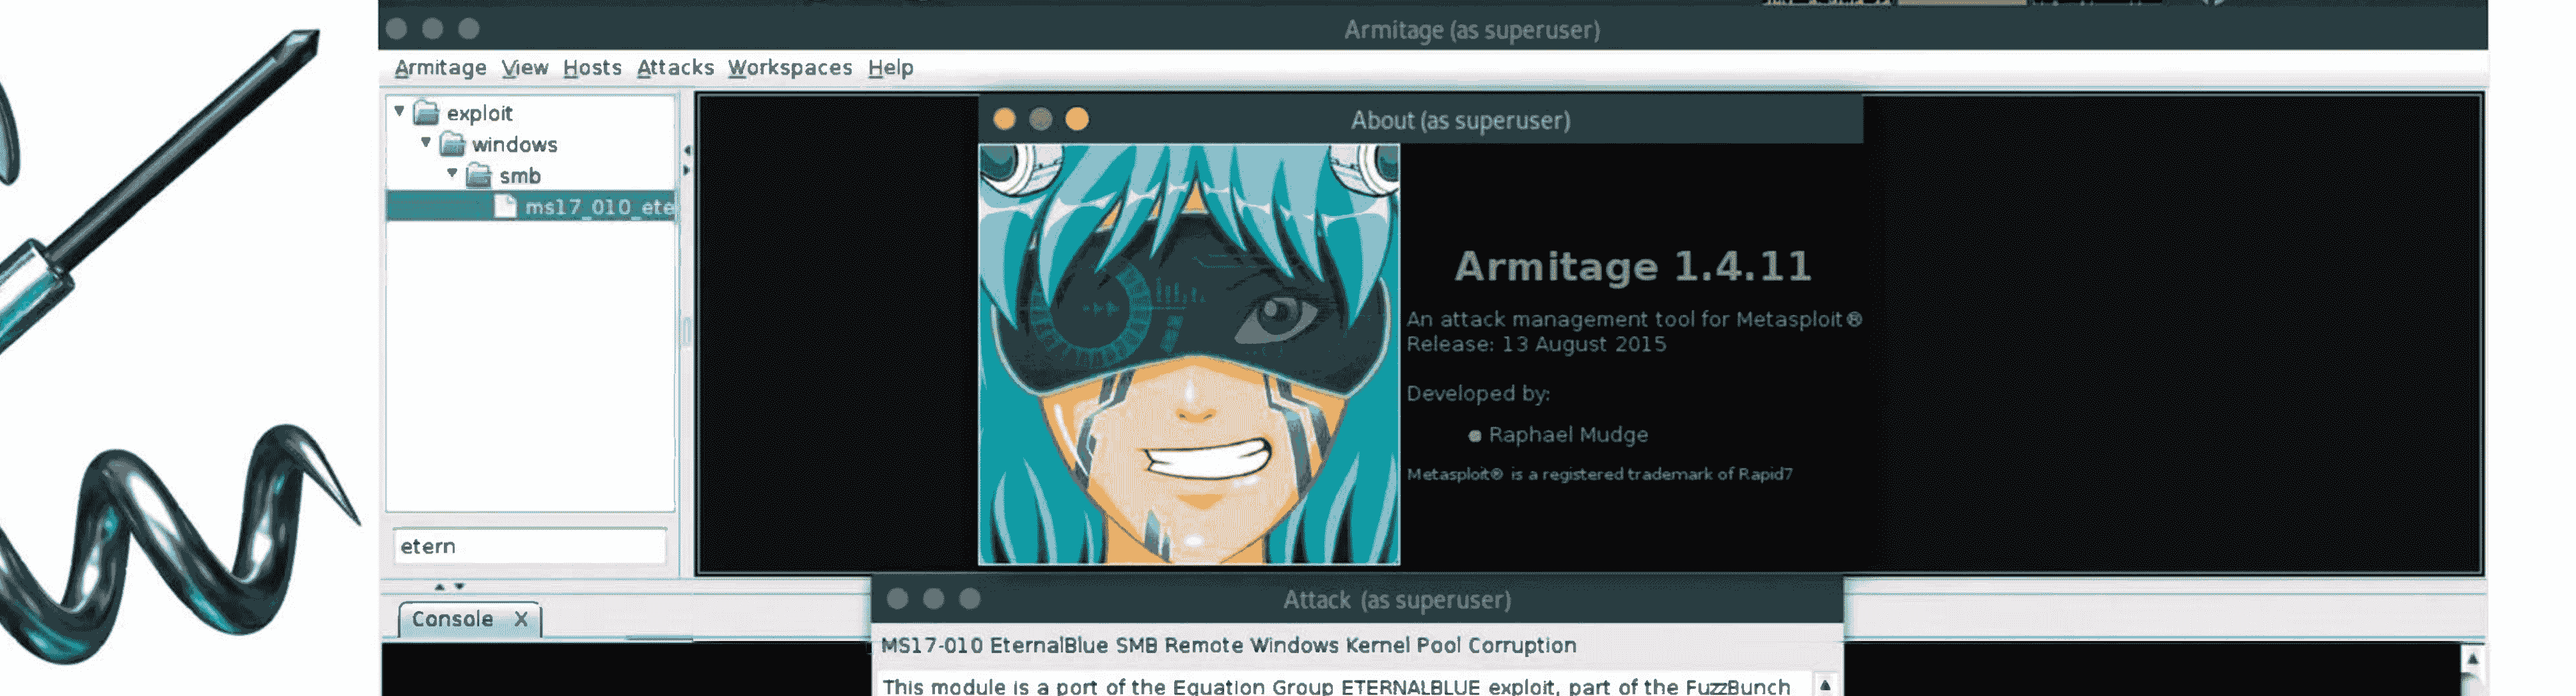 Armitage (as superuser)
Armitage View Hosts Attacks Workspaces Help
exploit
windows
smb
ms17_010_ete
etern
About (as superuser)
Armitage 1.4.11
An attack management tool for Metasploit®
Release: 13 August 2015
Developed by:
Raphael Mudge
Metasploit® is a registered trademark of Rapid7
Console X
Attack (as superuser)
MS17-010 EternalBlue SMB Remote Windows Kernel Pool Corruption
This module is a part of the Equation Group ETERNALBLUE exploit, part of the FuzzBunch